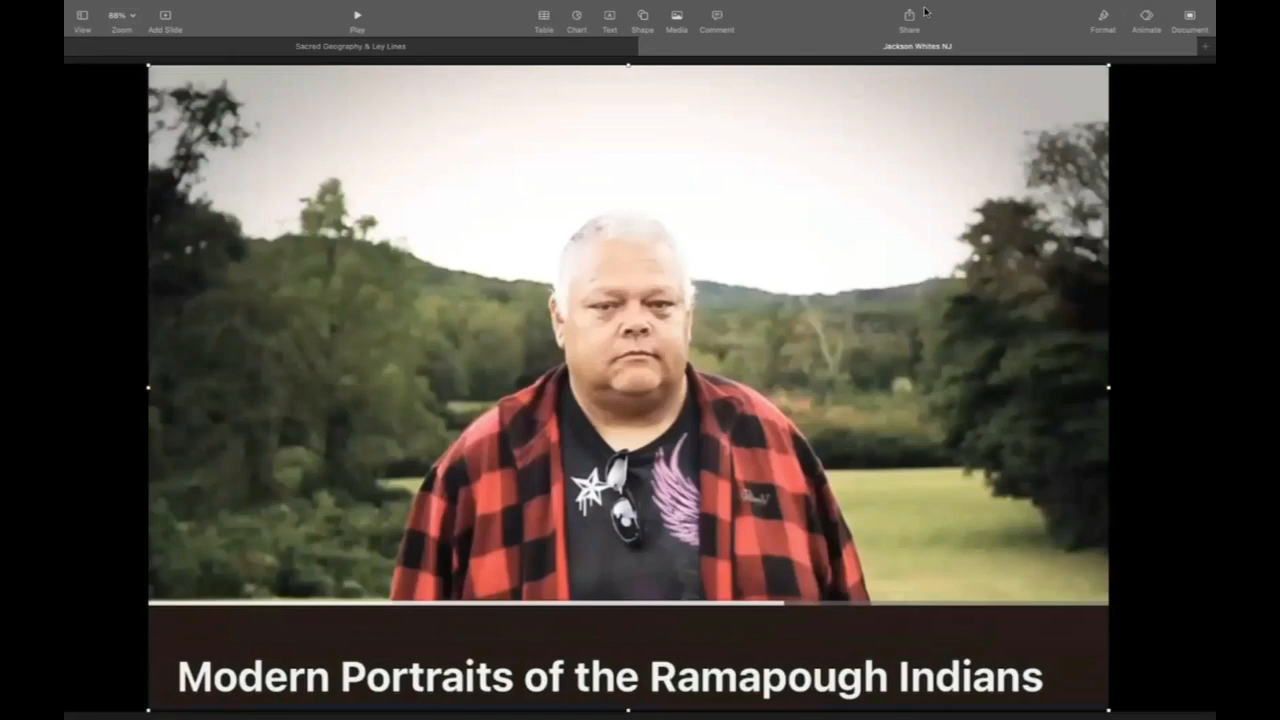 View
88%
Zoom
Add Slide
Play
Table
Chart
Text
Shape
Media
Comment
Share
Format
Animate
Document
Sacred Geography & Ley Lines
Jackson Whites NJ
Modern Portraits of the Ramapough Indians